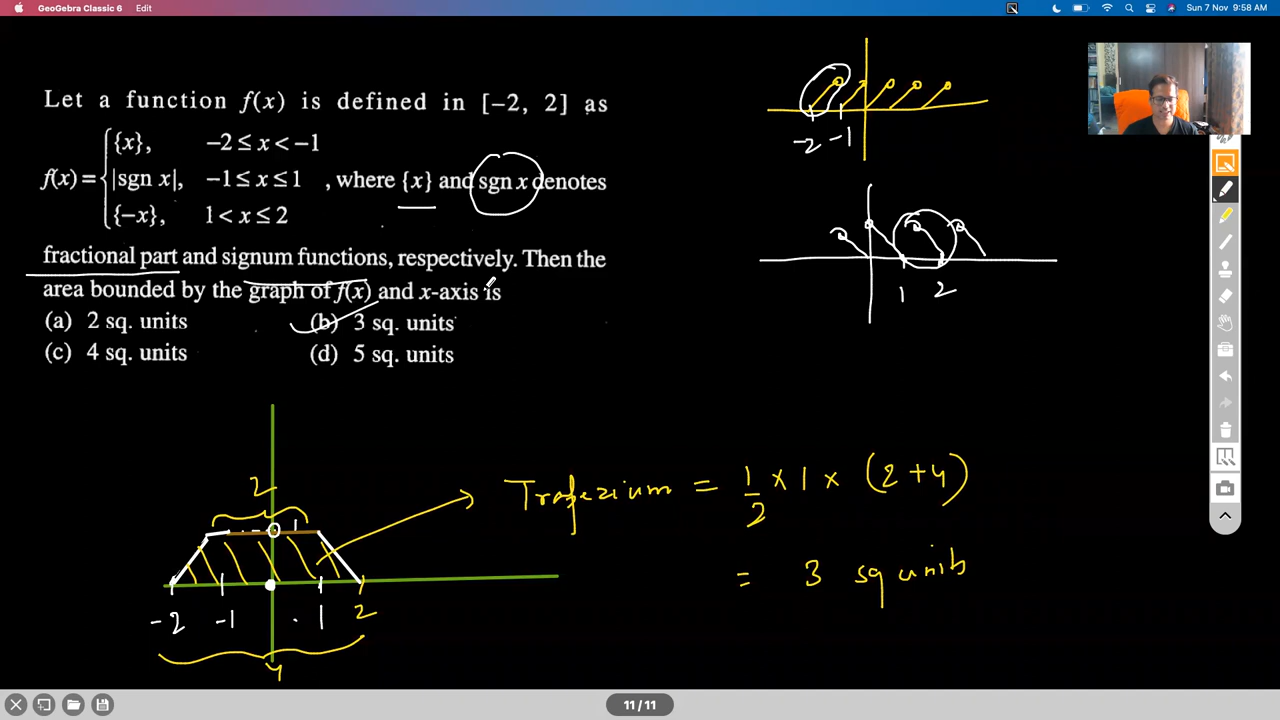 GeoGebra Classic 6 Edit Sun 7 Nov 9:58 AM
Let a function f(x) is defined in [−2, 2] as
f(x) = { {x}, −2 ≤ x < −1
|sgn x|, −1 ≤ x ≤ 1 , where {x} and sgn x denotes
{−x}, 1 < x ≤ 2
fractional part and signum functions, respectively. Then the
area bounded by the graph of f(x) and x-axis is
(a) 2 sq. units (b) 3 sq. units
(c) 4 sq. units (d) 5 sq. units
-2 -1
1 2
2
1
-2 -1 1 2
4
Trapezium = 1/2 × 1 × (2+4)
= 3 sq units
11 / 11